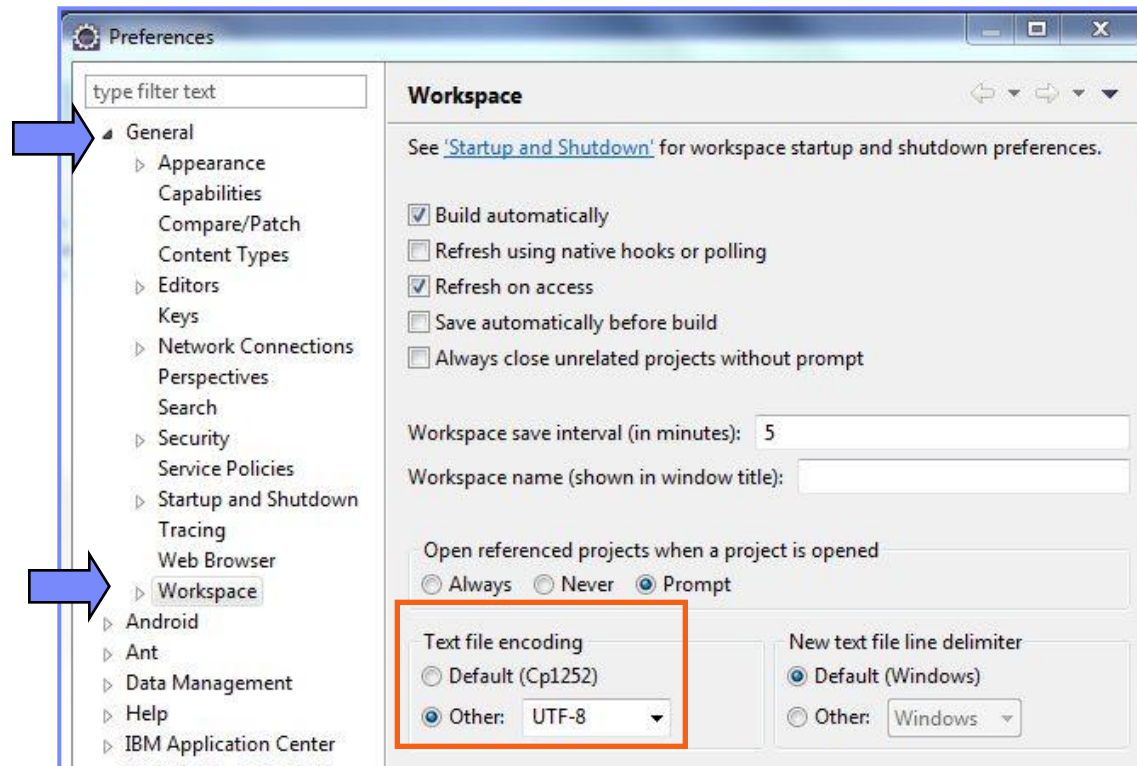 Preferences
type filter text
General
Appearance
Capabilities
Compare/Patch
Content Types
Editors
Keys
Network Connections
Perspectives
Search
Security
Service Policies
Startup and Shutdown
Tracing
Web Browser
Workspace
Android
Ant
Data Management
Help
IBM Application Center
Workspace
See 'Startup and Shutdown' for workspace startup and shutdown preferences.
Build automatically
Refresh using native hooks or polling
Refresh on access
Save automatically before build
Always close unrelated projects without prompt
Workspace save interval (in minutes): 5
Workspace name (shown in window title):
Open referenced projects when a project is opened
Always Never Prompt
Text file encoding
Default (Cp1252)
Other: UTF-8
New text file line delimiter
Default (Windows)
Other: Windows